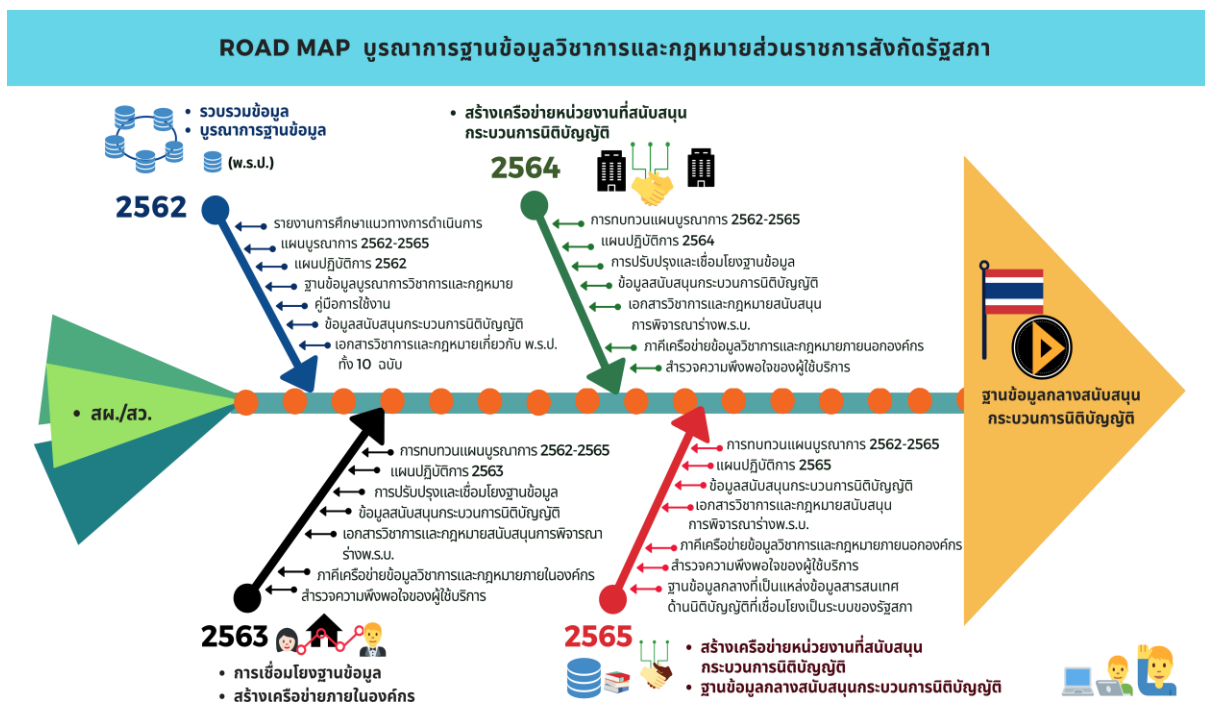 ROAD MAP บูรณาการฐานข้อมูลวิชาการและกฎหมายส่วนราชการสังกัดรัฐสภา
• รวบรวมข้อมูล
• บูรณาการฐานข้อมูล
(พ.ร.ป.)
2562
รายงานการศึกษาแนวทางการดำเนินการ
แผนบูรณาการ 2562-2565
แผนปฏิบัติการ 2562
ฐานข้อมูลบูรณาการวิชาการและกฎหมาย
คู่มือการใช้งาน
ข้อมูลสนับสนุนกระบวนการนิติบัญญัติ
เอกสารวิชาการและกฎหมายเกี่ยวกับ พ.ร.ป.
ทั้ง 10 ฉบับ
• สร้างเครือข่ายหน่วยงานที่สนับสนุน
กระบวนการนิติบัญญัติ
2564
การทบทวนแผนบูรณาการ 2562-2565
แผนปฏิบัติการ 2564
การปรับปรุงและเชื่อมโยงฐานข้อมูล
ข้อมูลสนับสนุนกระบวนการนิติบัญญัติ
เอกสารวิชาการและกฎหมายสนับสนุน
การพิจารณาร่างพ.ร.บ.
ภาคีเครือข่ายข้อมูลวิชาการและกฎหมายภายนอกองค์กร
สำรวจความพึงพอใจของผู้ใช้บริการ
• สผ./สว.
ฐานข้อมูลกลางสนับสนุน
กระบวนการนิติบัญญัติ
การทบทวนแผนบูรณาการ 2562-2565
แผนปฏิบัติการ 2563
การปรับปรุงและเชื่อมโยงฐานข้อมูล
ข้อมูลสนับสนุนกระบวนการนิติบัญญัติ
เอกสารวิชาการและกฎหมายสนับสนุนการพิจารณา
ร่างพ.ร.บ.
ภาคีเครือข่ายข้อมูลวิชาการและกฎหมายภายในองค์กร
สำรวจความพึงพอใจของผู้ใช้บริการ
2563
• การเชื่อมโยงฐานข้อมูล
• สร้างเครือข่ายภายในองค์กร
การทบทวนแผนบูรณาการ 2562-2565
แผนปฏิบัติการ 2565
ข้อมูลสนับสนุนกระบวนการนิติบัญญัติ
เอกสารวิชาการและกฎหมายสนับสนุน
การพิจารณาร่างพ.ร.บ.
ภาคีเครือข่ายข้อมูลวิชาการและกฎหมายภายนอกองค์กร
สำรวจความพึงพอใจของผู้ใช้บริการ
ฐานข้อมูลกลางที่เป็นแหล่งข้อมูลสารสนเทศ
ด้านนิติบัญญัติที่เชื่อมโยงเป็นระบบของรัฐสภา
2565
• สร้างเครือข่ายหน่วยงานที่สนับสนุน
กระบวนการนิติบัญญัติ
• ฐานข้อมูลกลางสนับสนุนกระบวนการนิติบัญญัติ